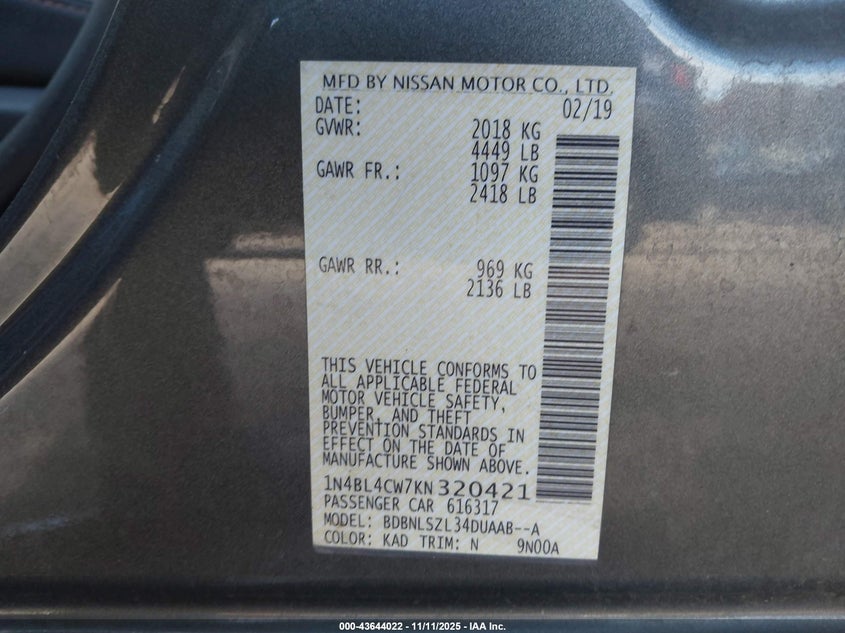 MFD BY NISSAN MOTOR CO., LTD.
DATE: 02/19
GVWR: 2018 KG
4449 LB
GAWR FR.: 1097 KG
2418 LB
GAWR RR.: 969 KG
2136 LB
THIS VEHICLE CONFORMS TO
ALL APPLICABLE FEDERAL
MOTOR VEHICLE SAFETY,
BUMPER, AND THEFT
PREVENTION STANDARDS IN
EFFECT ON THE DATE OF
MANUFACTURE SHOWN ABOVE.
1N4BL4CW7KN320421
PASSENGER CAR 616317
MODEL: BDBNLSZL34DUAAB--A
COLOR: KAD TRIM: N 9N00A
000-43644022 - 11/11/2025 - IAA Inc.